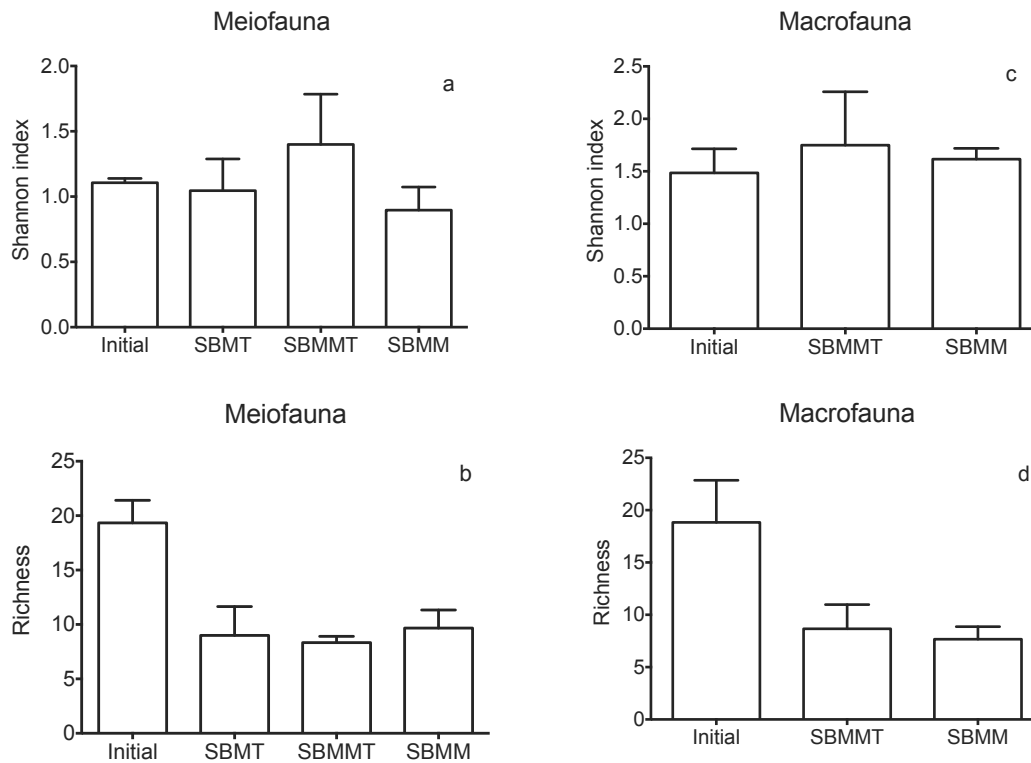 Meiofauna
a
Shannon index
2.0
1.5
1.0
0.5
0.0
Initial SBMT SBMMT SBMM
Macrofauna
c
Shannon index
2.5
2.0
1.5
1.0
0.5
0.0
Initial SBMMT SBMM
Meiofauna
b
Richness
25
20
15
10
5
0
Initial SBMT SBMMT SBMM
Macrofauna
d
Richness
25
20
15
10
5
0
Initial SBMMT SBMM